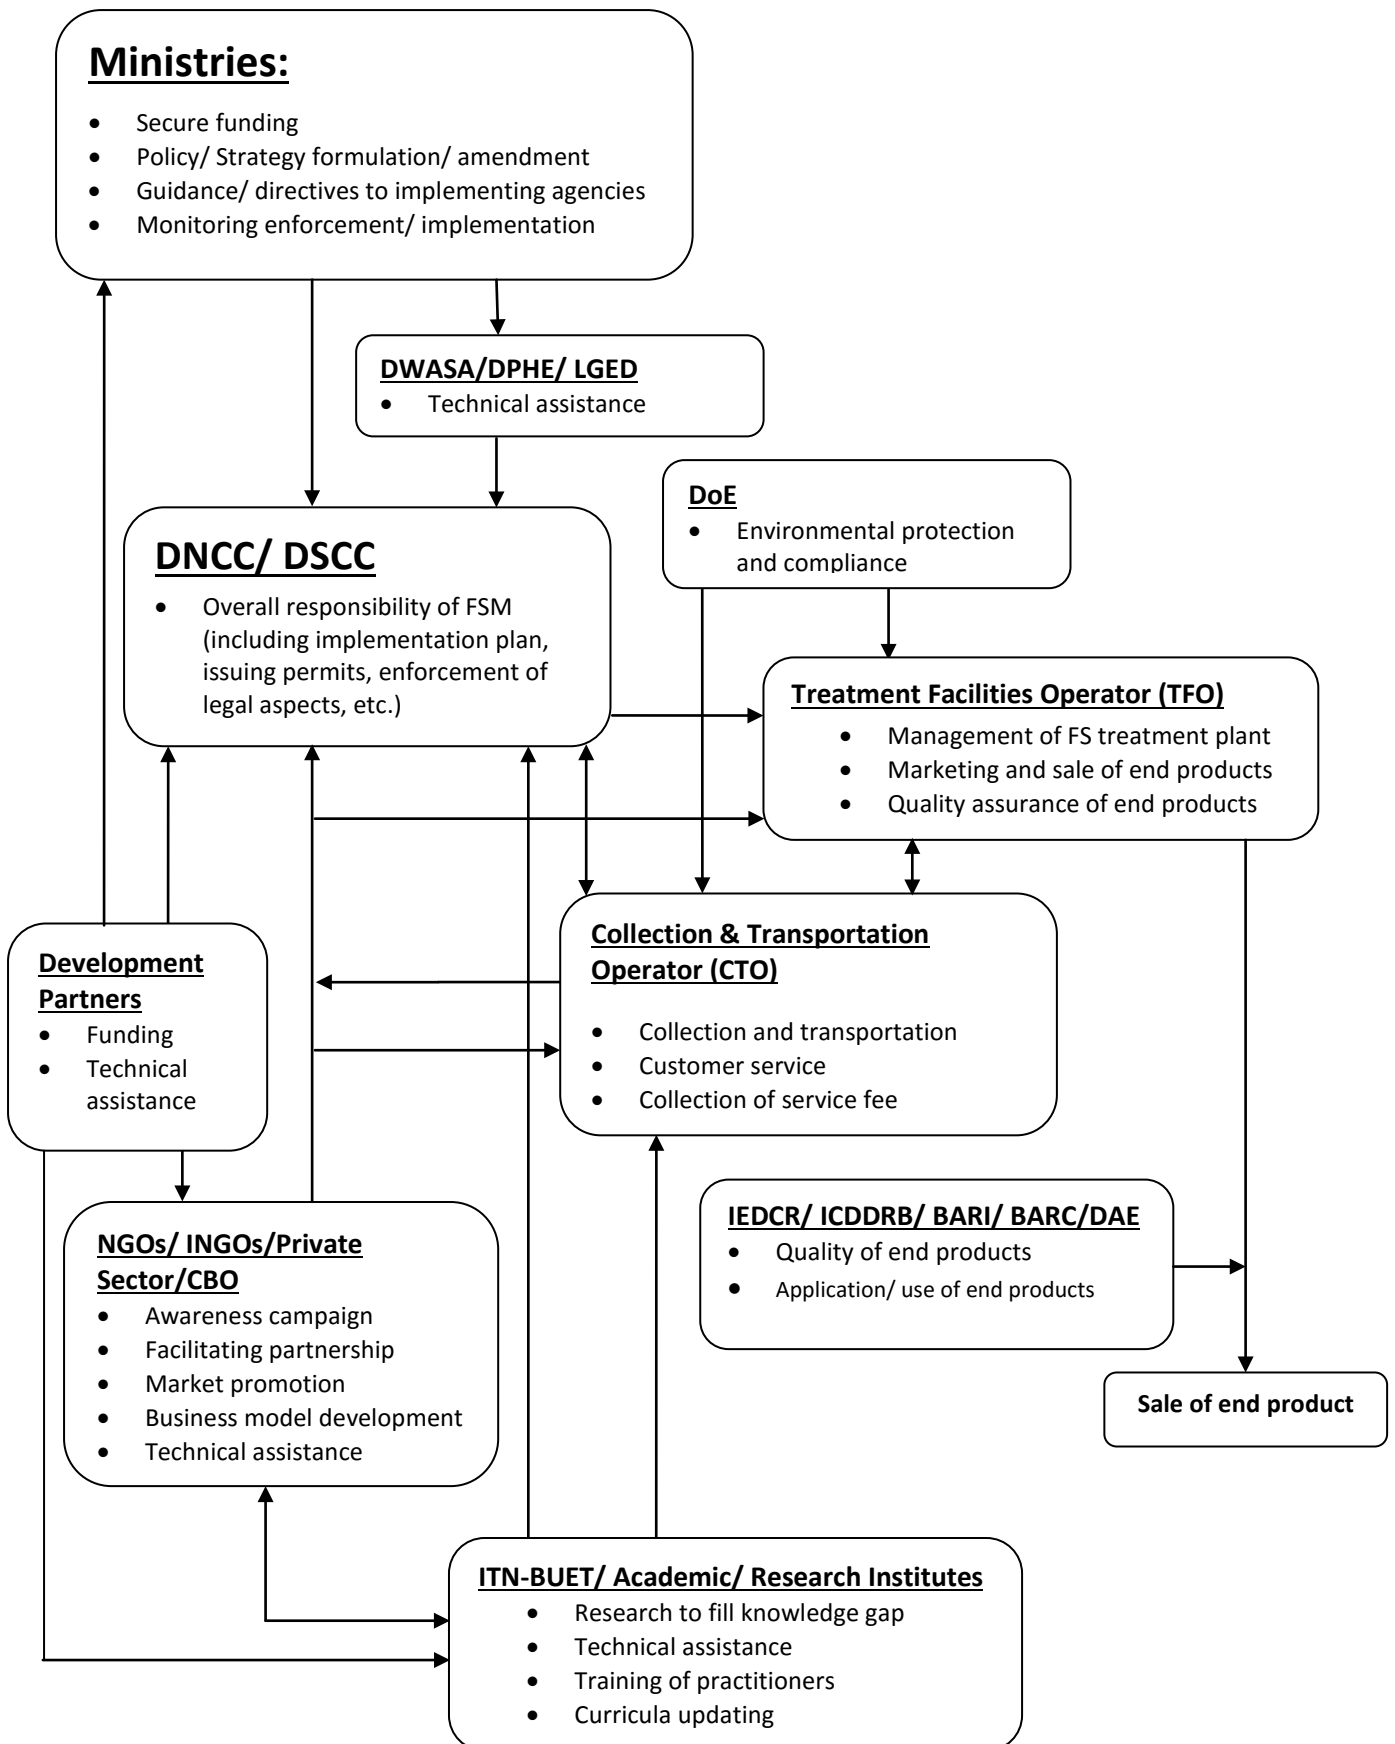 Ministries:
• Secure funding
• Policy/ Strategy formulation/ amendment
• Guidance/ directives to implementing agencies
• Monitoring enforcement/ implementation
DWASA/DPHE/ LGED
• Technical assistance
DoE
• Environmental protection
and compliance
DNCC/ DSCC
• Overall responsibility of FSM
(including implementation plan,
issuing permits, enforcement of
legal aspects, etc.)
Treatment Facilities Operator (TFO)
• Management of FS treatment plant
• Marketing and sale of end products
• Quality assurance of end products
Development
Partners
• Funding
• Technical
assistance
Collection & Transportation
Operator (CTO)
• Collection and transportation
• Customer service
• Collection of service fee
IEDCR/ ICDDRB/ BARI/ BARC/DAE
• Quality of end products
• Application/ use of end products
NGOs/ INGOs/Private
Sector/CBO
• Awareness campaign
• Facilitating partnership
• Market promotion
• Business model development
• Technical assistance
Sale of end product
ITN-BUET/ Academic/ Research Institutes
• Research to fill knowledge gap
• Technical assistance
• Training of practitioners
• Curricula updating